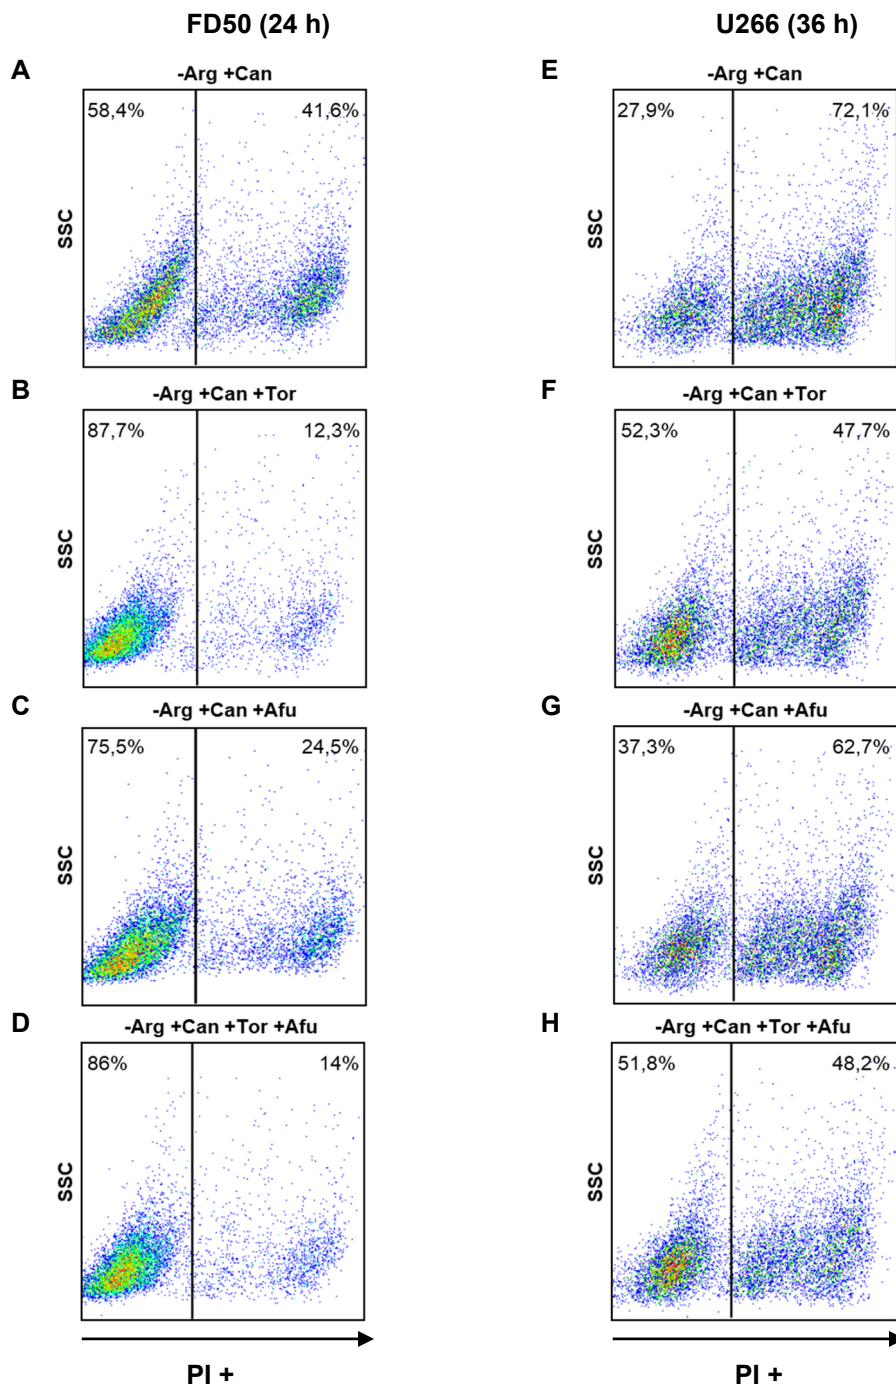 FD50 (24 h)
U266 (36 h)
A
-Arg +Can
58,4%
41,6%
SSC
E
-Arg +Can
27,9%
72,1%
SSC
B
-Arg +Can +Tor
87,7%
12,3%
SSC
F
-Arg +Can +Tor
52,3%
47,7%
SSC
C
-Arg +Can +Afu
75,5%
24,5%
SSC
G
-Arg +Can +Afu
37,3%
62,7%
SSC
D
-Arg +Can +Tor +Afu
86%
14%
SSC
H
-Arg +Can +Tor +Afu
51,8%
48,2%
SSC
PI +
PI +